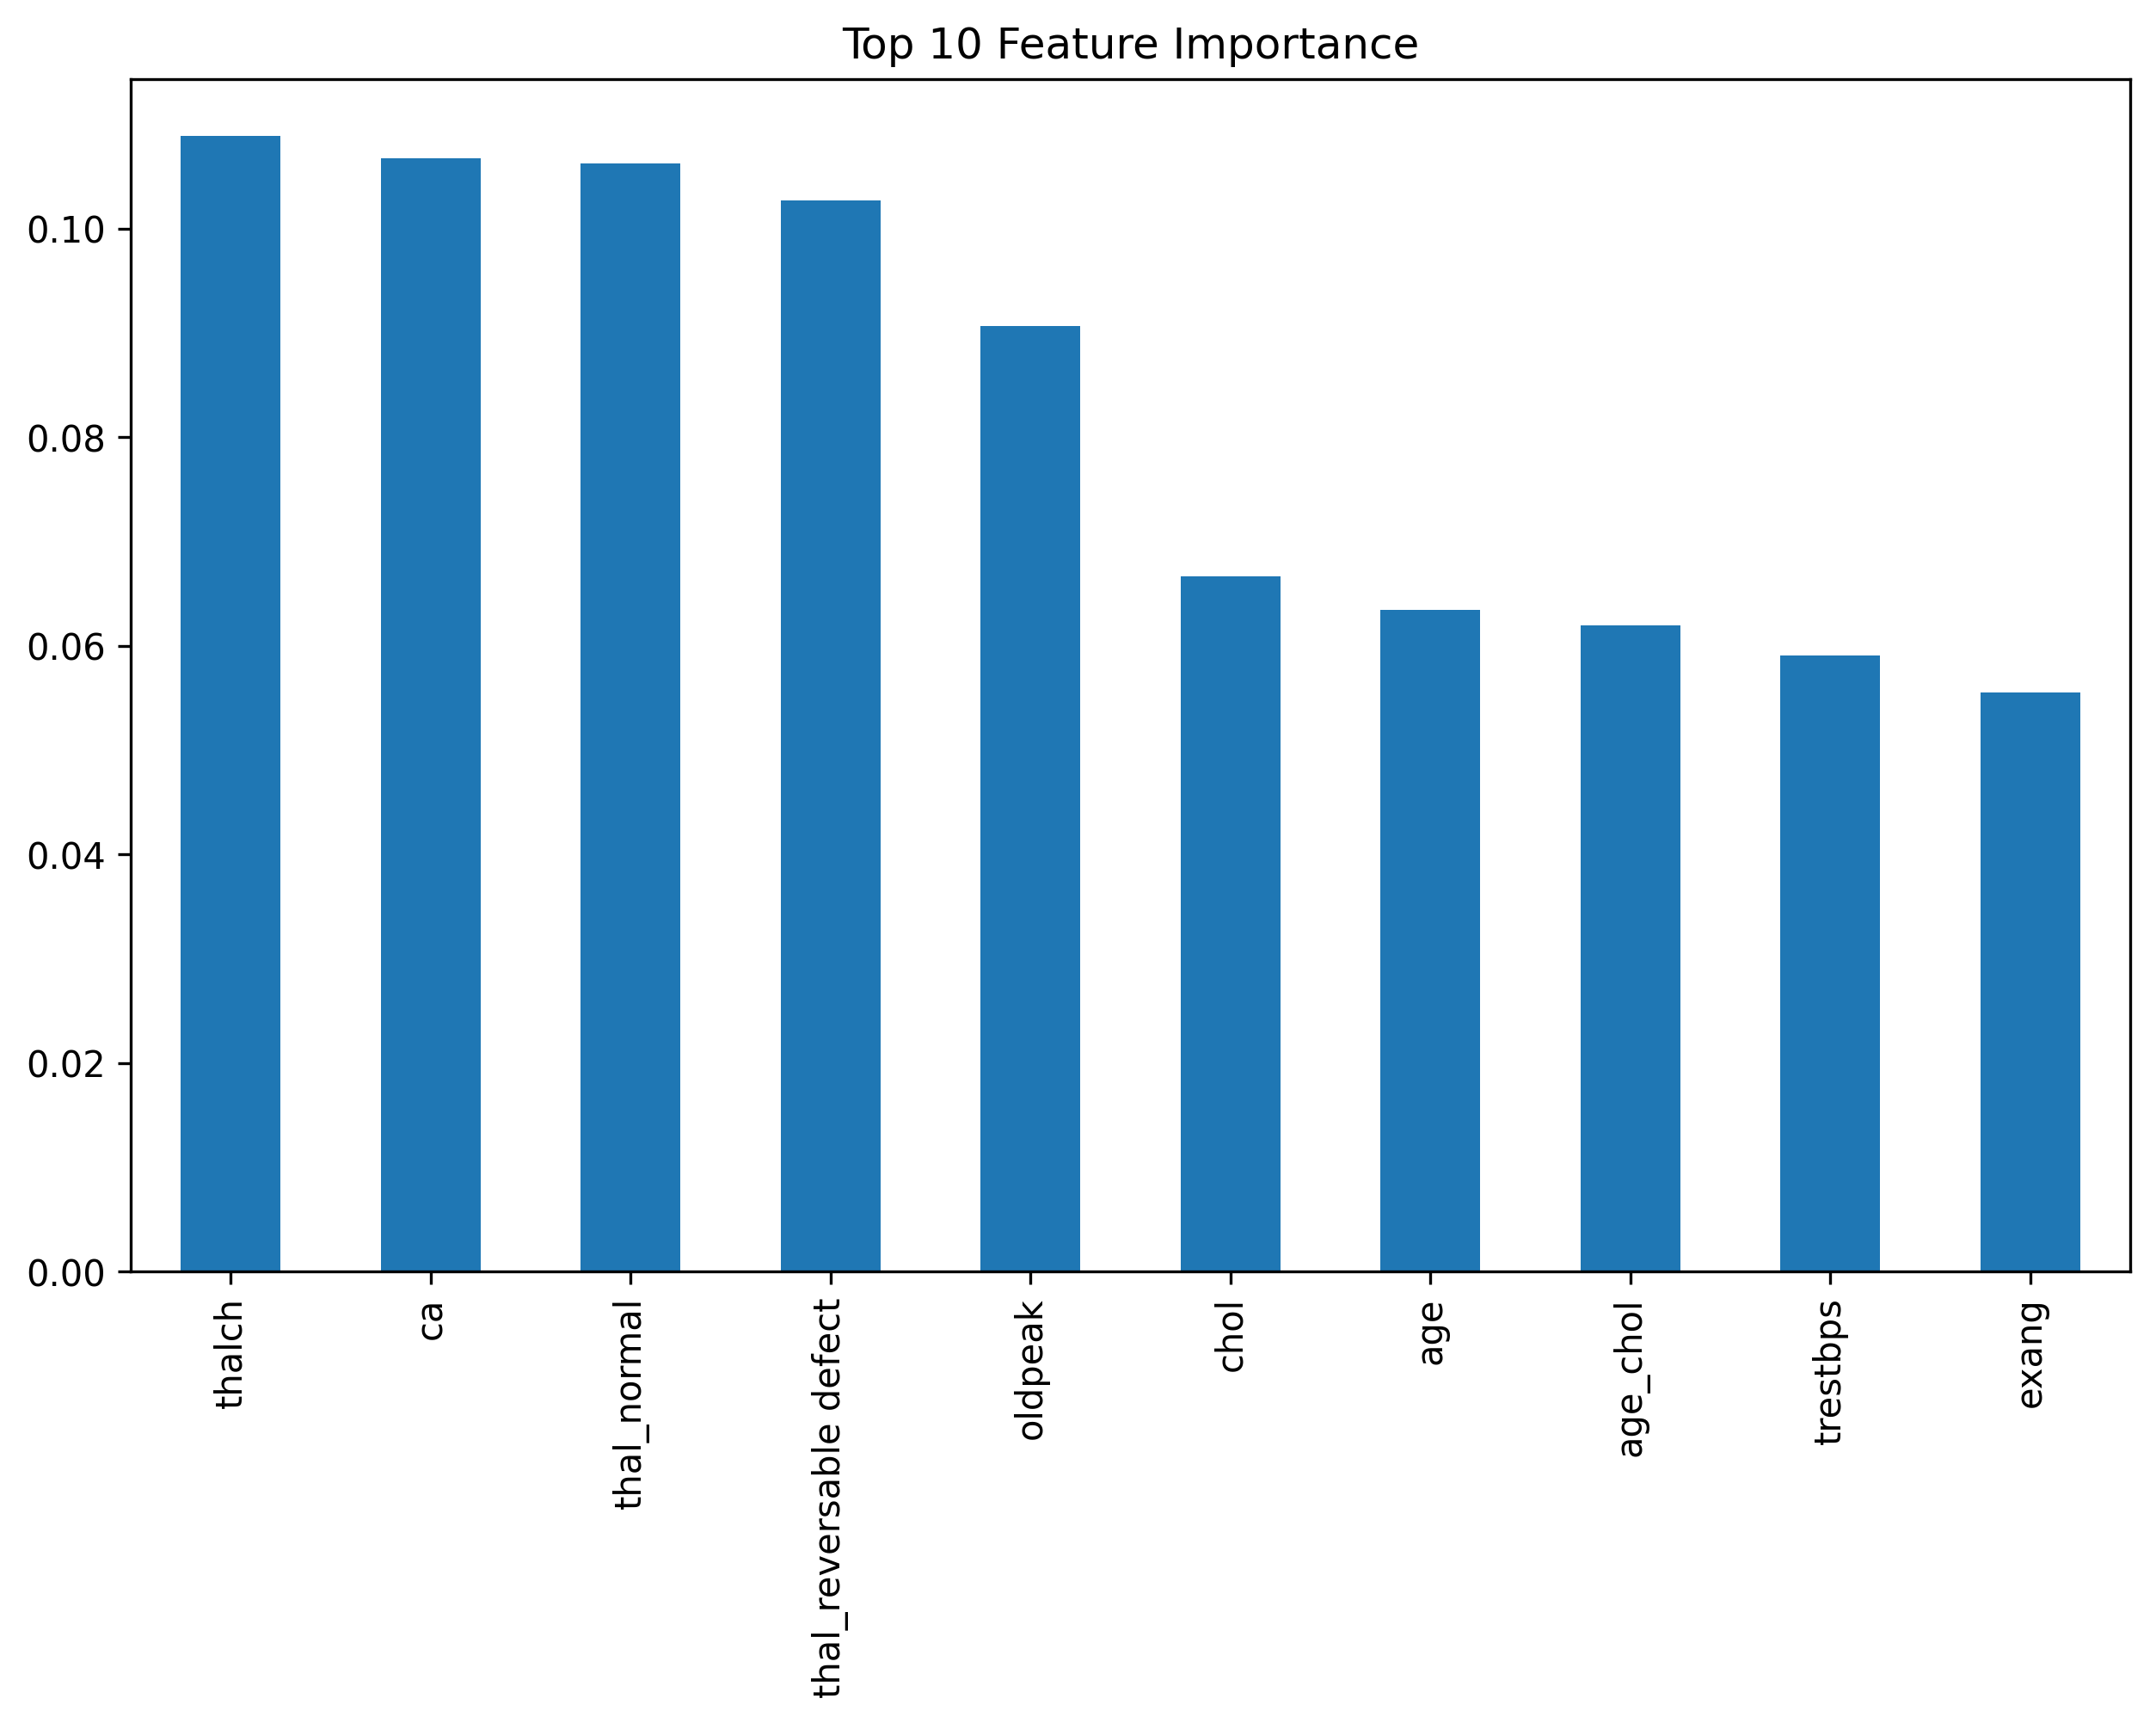 Top 10 Feature Importance
0.10
0.08
0.06
0.04
0.02
0.00
thalch
ca
thal_normal
thal_reversable defect
oldpeak
chol
age
age_chol
trestbps
exang